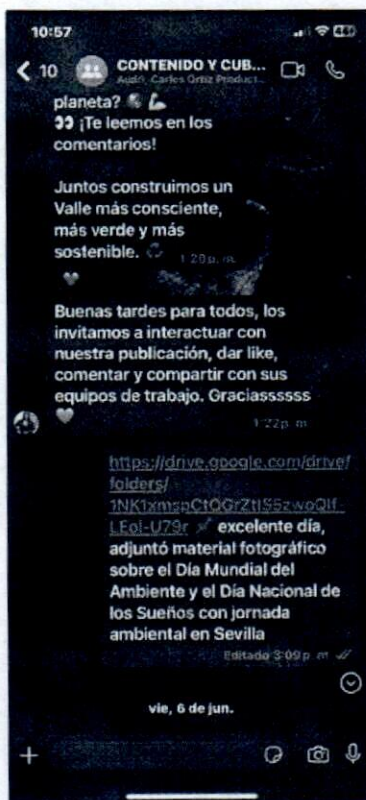 10:57
10
CONTENIDO Y CUB...
Carlos Ortiz Product...
planeta?
👀 ¡Te leemos en los
comentarios!
Juntos construimos un
Valle más consciente,
más verde y más
sostenible.
1:20 p. m.
Buenas tardes para todos, los
invitamos a interactuar con
nuestra publicación, dar like,
comentar y compartir con sus
equipos de trabajo. Graciassssss
1:22 p. m.
https://drive.google.com/drive/
folders/
excelente día,
adjuntó material fotográfico
sobre el Día Mundial del
Ambiente y el Día Nacional de
los Sueños con jornada
ambiental en Sevilla
Editado 3:09 p. m.
vie, 6 de jun.